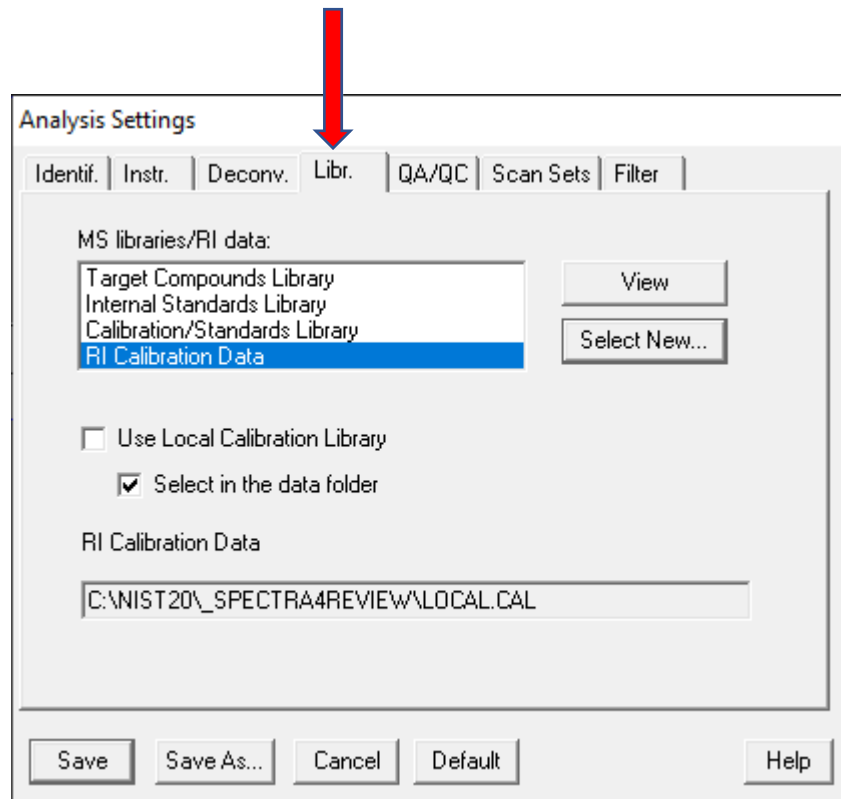 Analysis Settings
Identif. Instr. Deconv. Libr. QA/QC Scan Sets Filter
MS libraries/RI data:
Target Compounds Library
Internal Standards Library
Calibration/Standards Library
RI Calibration Data
View
Select New...
Use Local Calibration Library
Select in the data folder
RI Calibration Data
C:\NIST20\_SPECTRA4REVIEW\LOCAL.CAL
Save Save As... Cancel Default Help